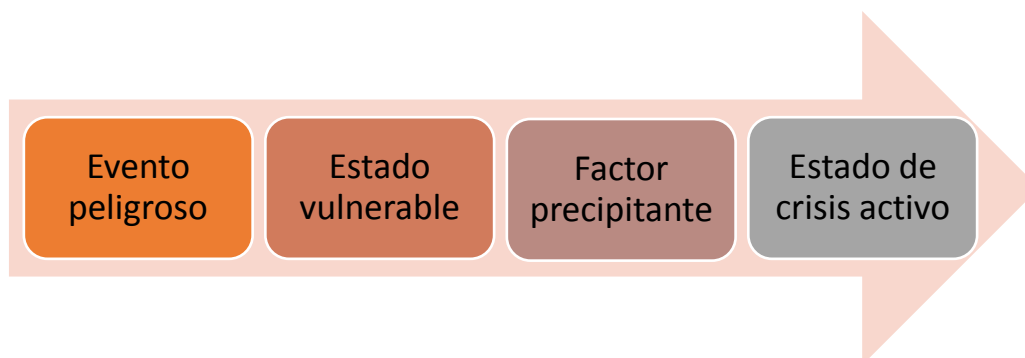 Evento
peligroso
Estado
vulnerable
Factor
precipitante
Estado de
crisis activo